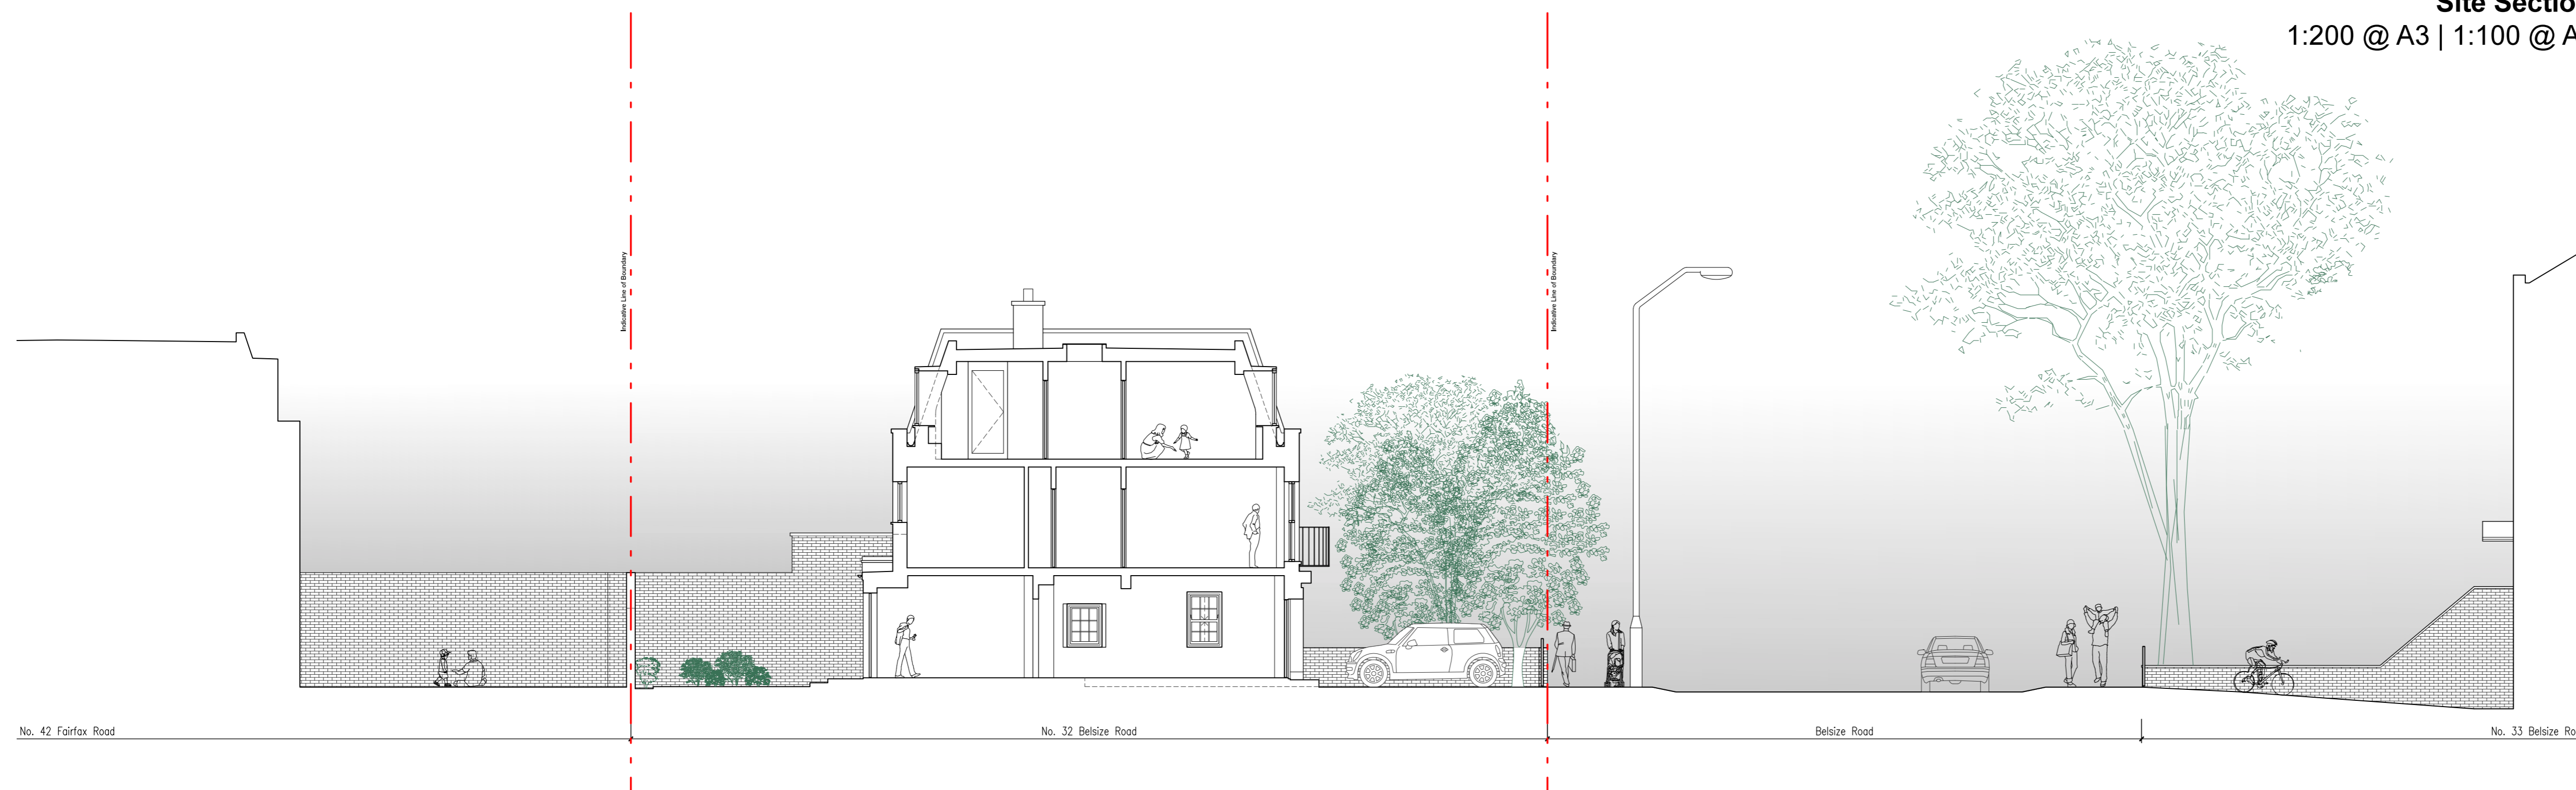 Site Sectio
1:200 @ A3 | 1:100 @ A
Indicative Line of Boundary
Indicative Line of Boundary
No. 42 Fairfax Road
No. 32 Belsize Road
Belsize Road
No. 33 Belsize Ro